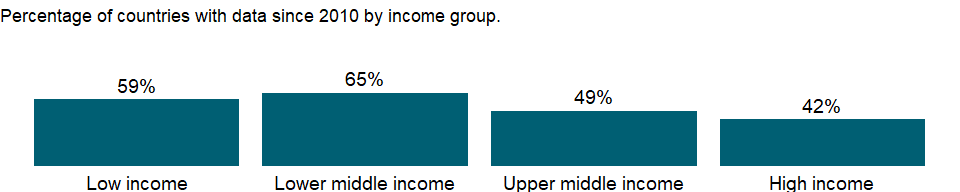 Percentage of countries with data since 2010 by income group.
59%
65%
49%
42%
Low income
Lower middle income
Upper middle income
High income